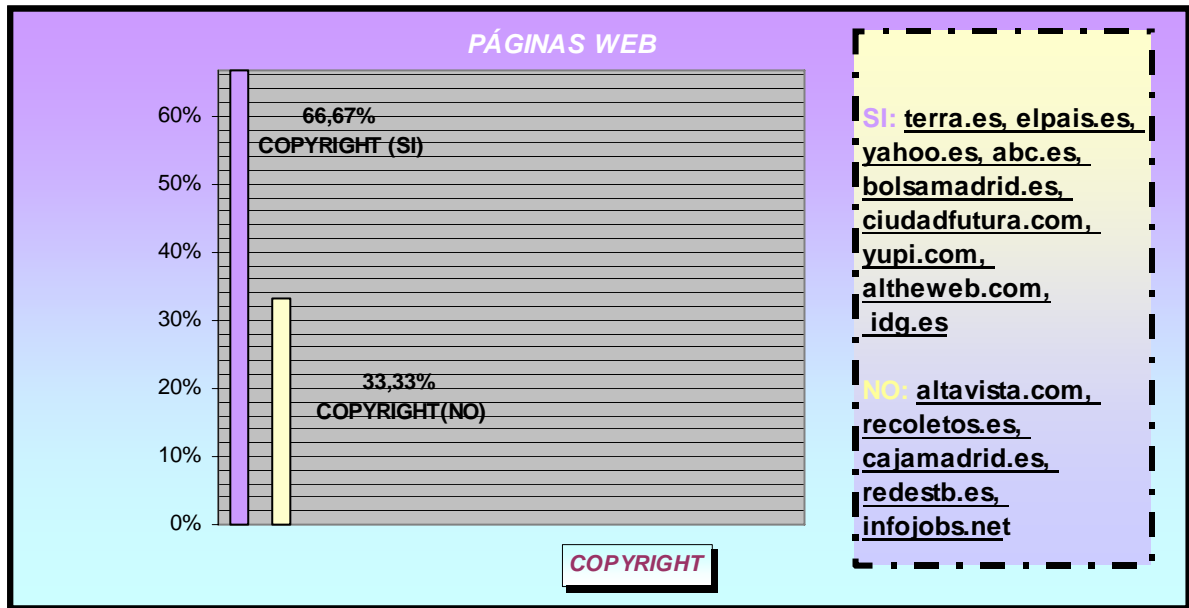 PÁGINAS WEB
60%
50%
40%
30%
20%
10%
0%
66,67%
COPYRIGHT (SI)
33,33%
COPYRIGHT(NO)
COPYRIGHT
SI: terra.es, elpais.es,
yahoo.es, abc.es,
bolsamadrid.es,
ciudadfutura.com,
yupi.com,
altheweb.com,
idg.es
NO: altavista.com,
recoletos.es,
cajamadrid.es,
redestb.es,
infojobs.net